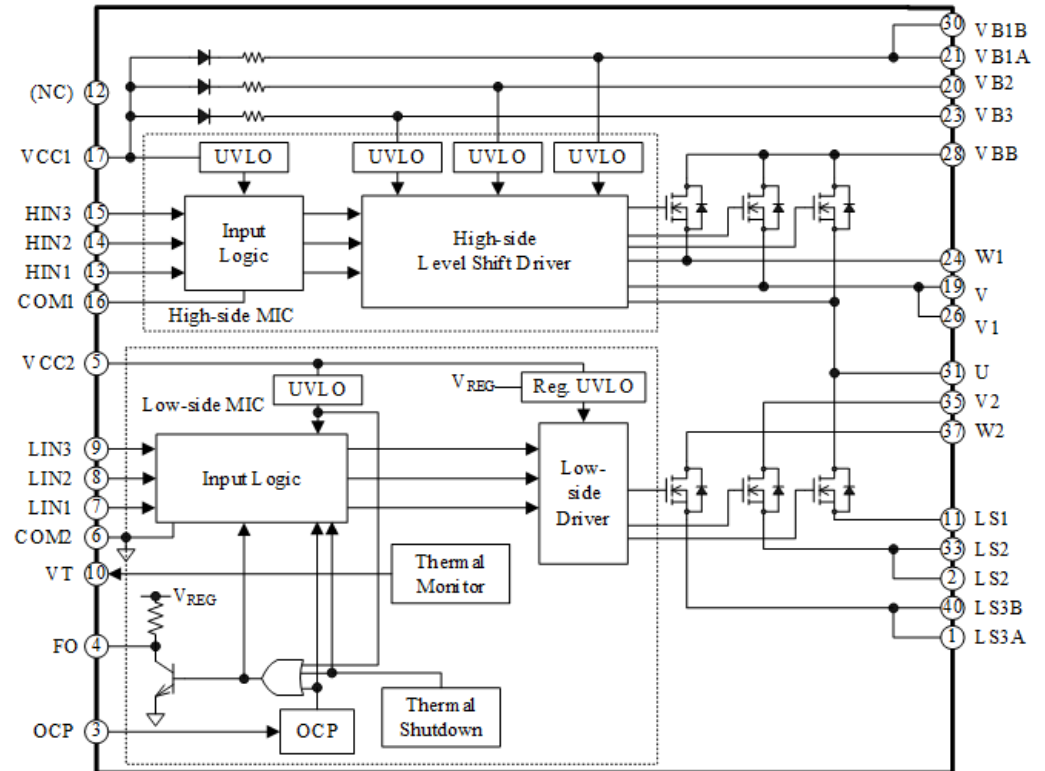 30 VB1B
21 VB1A
(NC) 12
20 VB2
23 VB3
VCC1 17
UVLO
UVLO
UVLO
UVLO
28 VBB
HIN3 15
HIN2 14
HIN1 13
COM1 16
Input
Logic
High-side
Level Shift Driver
High-side MIC
24 W1
19 V
26 V1
VCC2 5
UVLO
VREG
Reg. UVLO
Low-side MIC
31 U
35 V2
37 W2
LIN3 9
LIN2 8
LIN1 7
COM2 6
Input Logic
Low-
side
Driver
11 LS1
33 LS2
2 LS2
40 LS3B
1 LS3A
VT 10
Thermal
Monitor
VREG
FO 4
Thermal
Shutdown
OCP 3
OCP